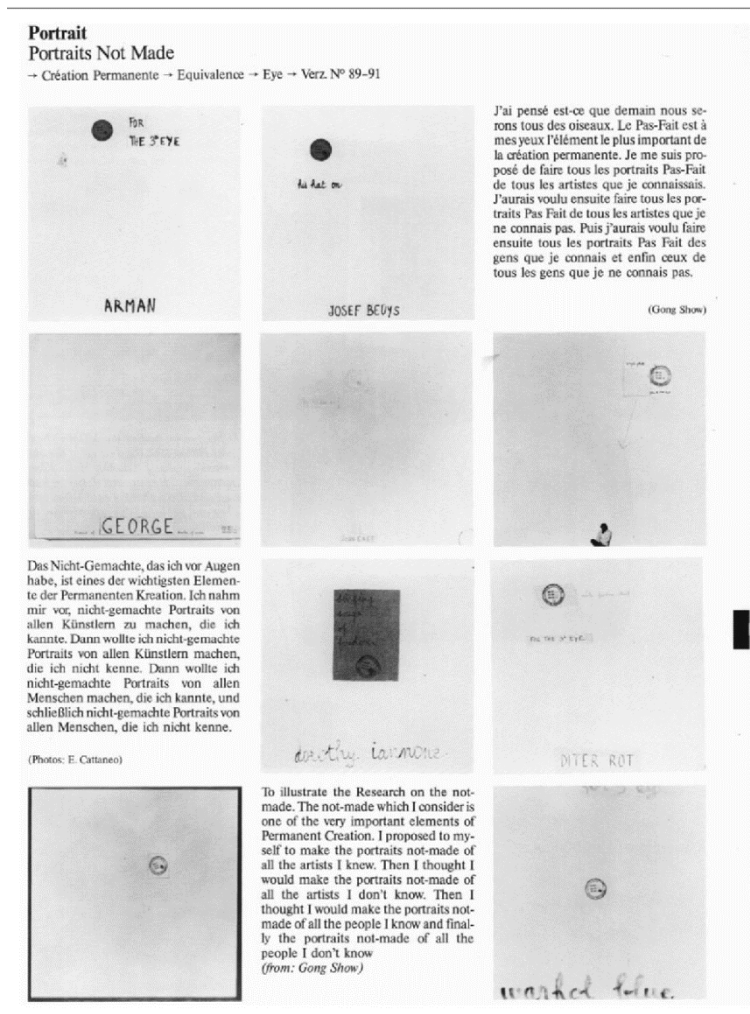 Portrait
Portraits Not Made
→ Création Permanente → Equivalence → Eye → Verz. Nº 89–91
FOR
THE 3º EYE
ARMAN
his hat on
JOSEF BEUYS
J'ai pensé est-ce que demain nous se-
rons tous des oiseaux. Le Pas-Fait est à
mes yeux l'élément le plus important de
la création permanente. Je me suis pro-
posé de faire tous les portraits Pas-Fait
de tous les artistes que je connaissais.
J'aurais voulu ensuite faire tous les por-
traits Pas Fait de tous les artistes que je
ne connais pas. Puis j'aurais voulu faire
ensuite tous les portraits Pas Fait des
gens que je connais et enfin ceux de
tous les gens que je ne connais pas.
(Gong Show)
GEORGE
JOHN CAGE
Das Nicht-Gemachte, das ich vor Augen
habe, ist eines der wichtigsten Elemen-
te der Permanenten Kreation. Ich nahm
mir vor, nicht-gemachte Portraits von
allen Künstlern zu machen, die ich
kannte. Dann wollte ich nicht-gemachte
Portraits von allen Künstlern machen,
die ich nicht kenne. Dann wollte ich
nicht-gemachte Portraits von allen
Menschen machen, die ich kannte, und
schließlich nicht-gemachte Portraits von
allen Menschen, die ich nicht kenne.
(Photos: E. Cattaneo)
dorothy iannone
FOR THE 3º EYE
DITER ROT
To illustrate the Research on the not-
made. The not-made which I consider is
one of the very important elements of
Permanent Creation. I proposed to my-
self to make the portraits not-made of
all the artists I knew. Then I thought I
would make the portraits not-made of
all the artists I don't know. Then I
thought I would make the portraits not-
made of all the people I know and final-
ly the portraits not-made of all the
people I don't know
(from: Gong Show)
warhol blue